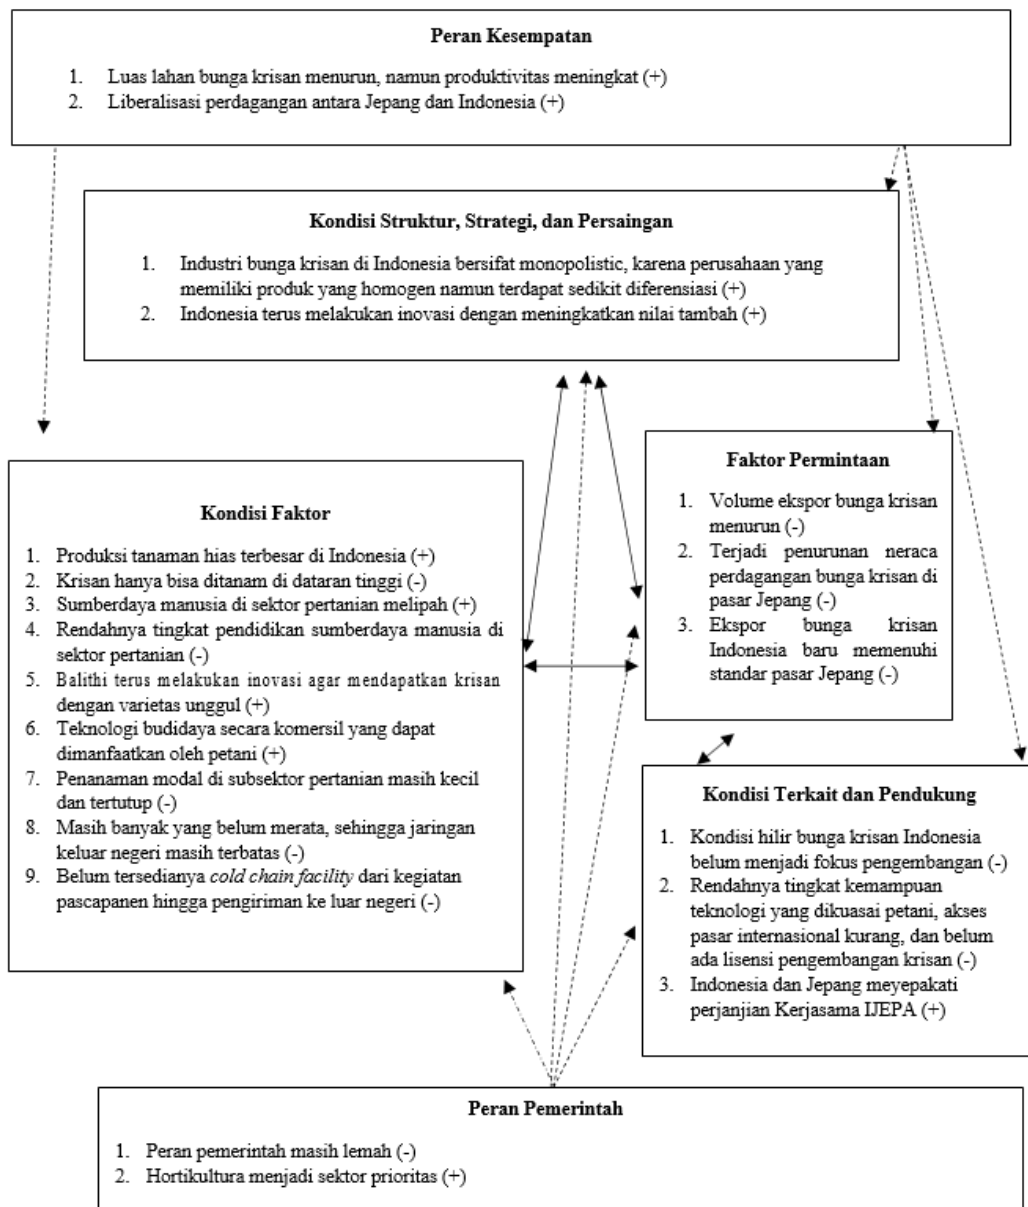 Peran Kesempatan
1. Luas lahan bunga krisan menurun, namun produktivitas meningkat (+)
2. Liberalisasi perdagangan antara Jepang dan Indonesia (+)
Kondisi Struktur, Strategi, dan Persaingan
1. Industri bunga krisan di Indonesia bersifat monopolistic, karena perusahaan yang
memiliki produk yang homogen namun terdapat sedikit diferensiasi (+)
2. Indonesia terus melakukan inovasi dengan meningkatkan nilai tambah (+)
Kondisi Faktor
1. Produksi tanaman hias terbesar di Indonesia (+)
2. Krisan hanya bisa ditanam di dataran tinggi (-)
3. Sumberdaya manusia di sektor pertanian melipah (+)
4. Rendahnya tingkat pendidikan sumberdaya manusia di
sektor pertanian (-)
5. Balithi terus melakukan inovasi agar mendapatkan krisan
dengan varietas unggul (+)
6. Teknologi budidaya secara komersil yang dapat
dimanfaatkan oleh petani (+)
7. Penanaman modal di subsektor pertanian masih kecil
dan tertutup (-)
8. Masih banyak yang belum merata, sehingga jaringan
keluar negeri masih terbatas (-)
9. Belum tersedianya cold chain facility dari kegiatan
pascapanen hingga pengiriman ke luar negeri (-)
Faktor Permintaan
1. Volume ekspor bunga krisan
menurun (-)
2. Terjadi penurunan neraca
perdagangan bunga krisan di
pasar Jepang (-)
3. Ekspor bunga krisan
Indonesia baru memenuhi
standar pasar Jepang (-)
Kondisi Terkait dan Pendukung
1. Kondisi hilir bunga krisan Indonesia
belum menjadi fokus pengembangan (-)
2. Rendahnya tingkat kemampuan
teknologi yang dikuasai petani, akses
pasar internasional kurang, dan belum
ada lisensi pengembangan krisan (-)
3. Indonesia dan Jepang meyepakati
perjanjian Kerjasama IJEPA (+)
Peran Pemerintah
1. Peran pemerintah masih lemah (-)
2. Hortikultura menjadi sektor prioritas (+)